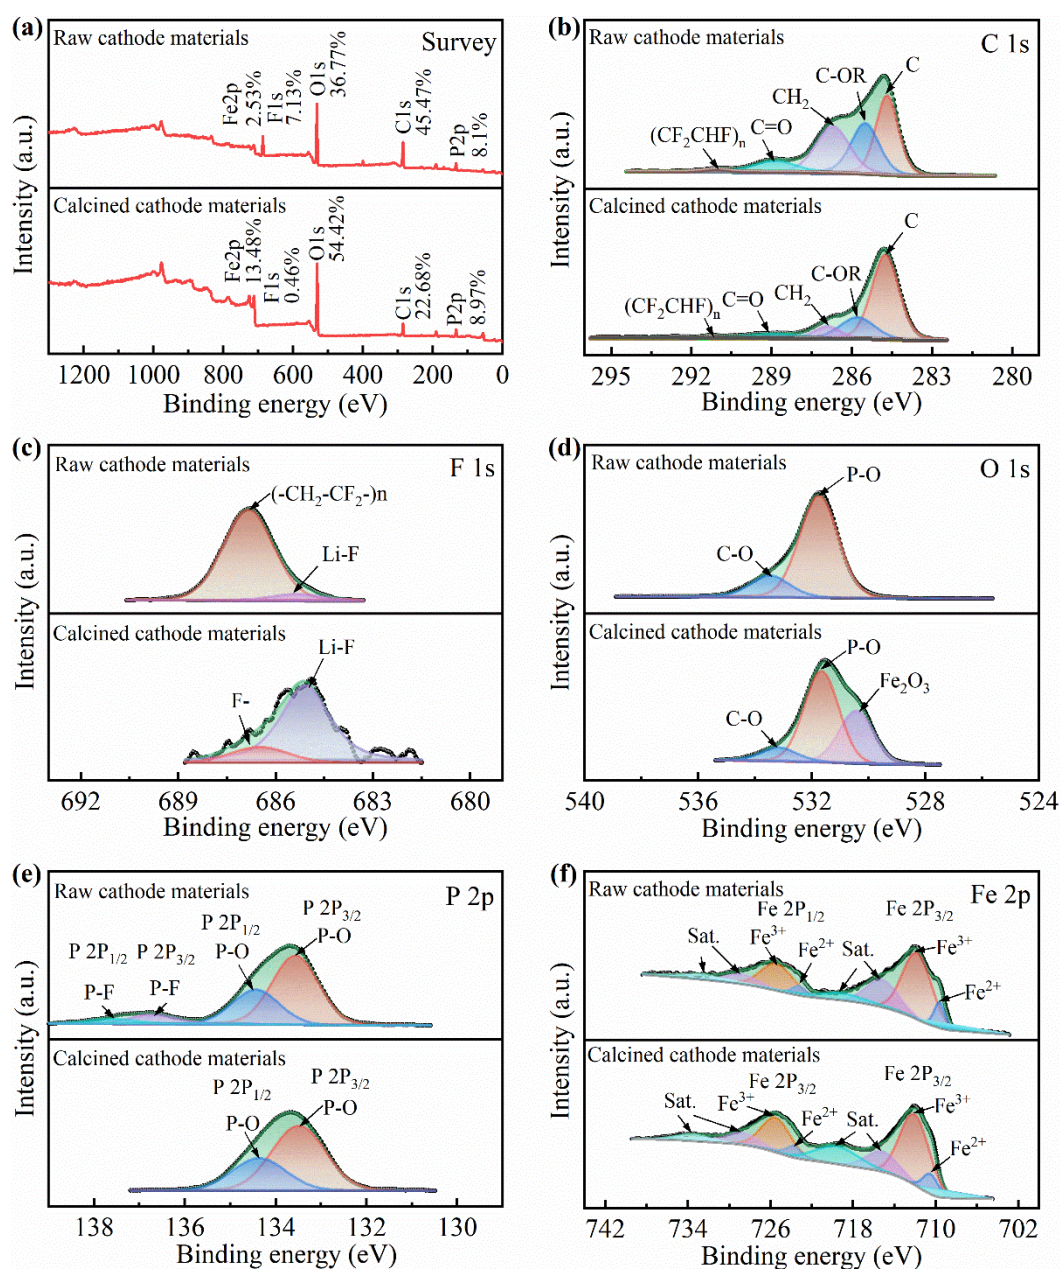 (a)
Raw cathode materials
Survey
Fe2p 2.53%
F1s 7.13%
O1s 36.77%
C1s 45.47%
P2p 8.1%
Calcined cathode materials
Fe2p 13.48%
F1s 0.46%
O1s 54.42%
C1s 22.68%
P2p 8.97%
Intensity (a.u.)
1200 1000 800 600 400 200 0
Binding energy (eV)
(b)
Raw cathode materials
C 1s
(CF₂CHF)ₙ
C=O
CH₂
C-OR
C
Calcined cathode materials
(CF₂CHF)ₙ
C=O
CH₂
C-OR
C
Intensity (a.u.)
295 291 287 285 283 280
Binding energy (eV)
(c)
Raw cathode materials
F 1s
(-CH₂-CF₂-)n
Li-F
Calcined cathode materials
Li-F
F-
Intensity (a.u.)
692 689 686 682 680
Binding energy (eV)
(d)
Raw cathode materials
O 1s
P-O
C-O
Calcined cathode materials
P-O
Fe₂O₃
C-O
Intensity (a.u.)
540 536 532 528 524
Binding energy (eV)
(e)
Raw cathode materials
P 2p
P 2P₁/₂
P-F
P 2P₃/₂
P-F
P 2P₁/₂
P-O
P 2P₃/₂
P-O
Calcined cathode materials
P 2P₁/₂
P-O
P 2P₃/₂
P-O
Intensity (a.u.)
138 136 134 132 130
Binding energy (eV)
(f)
Raw cathode materials
Fe 2p
Fe 2P₁/₂
Fe 2P₃/₂
Sat.
Fe³⁺
Fe²⁺
Sat.
Fe³⁺
Fe²⁺
Calcined cathode materials
Fe 2P₃/₂
Fe 2P₃/₂
Sat.
Fe³⁺
Fe²⁺
Sat.
Fe³⁺
Fe²⁺
Intensity (a.u.)
742 734 726 718 710 702
Binding energy (eV)